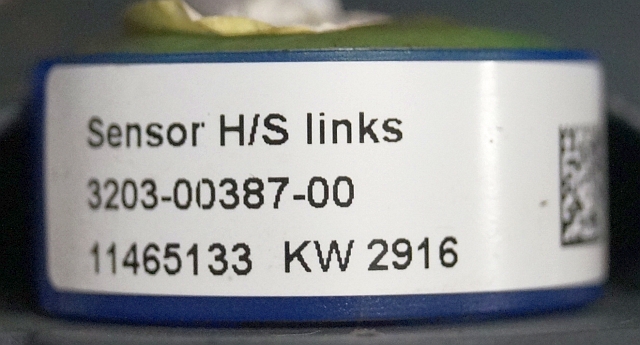 Sensor H/S links
3203-00387-00
11465133 KW 2916